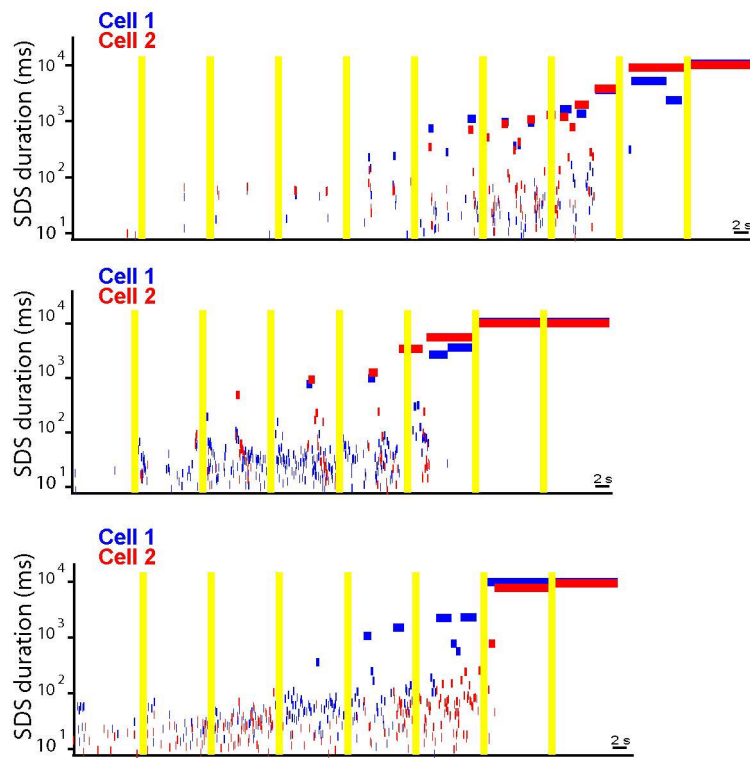 Cell 1
Cell 2
SDS duration (ms)
10^4
10^3
10^2
10^1
2 s
Cell 1
Cell 2
SDS duration (ms)
10^4
10^3
10^2
10^1
2 s
Cell 1
Cell 2
SDS duration (ms)
10^4
10^3
10^2
10^1
2 s